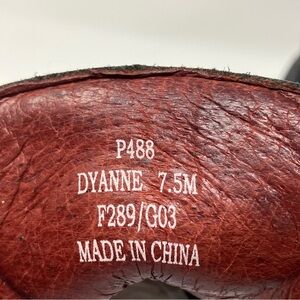 P488
DYANNE 7.5M
F289/G03
MADE IN CHINA